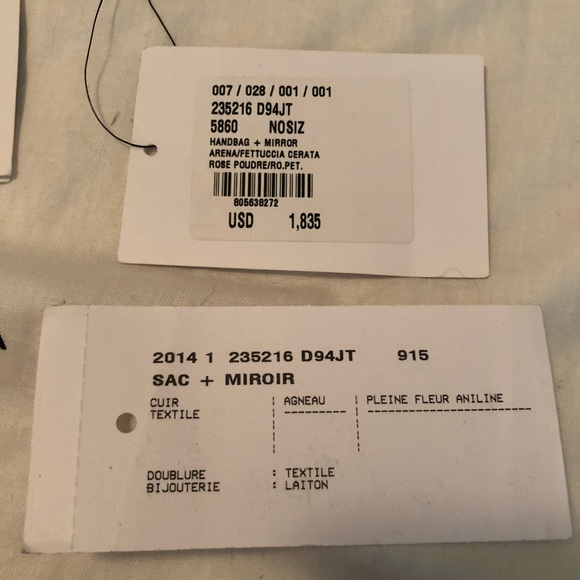 007 / 028 / 001 / 001
235216 D94JT
5860 NOSIZ
HANDBAG + MIRROR
ARENA/FETTUCCIA CERATA
ROSE POUDRE/RO.PET.
805638272
USD 1,835
2014 1 235216 D94JT 915
SAC + MIROIR
CUIR AGNEAU PLEINE FLEUR ANILINE
TEXTILE
DOUBLURE : TEXTILE
BIJOUTERIE : LAITON